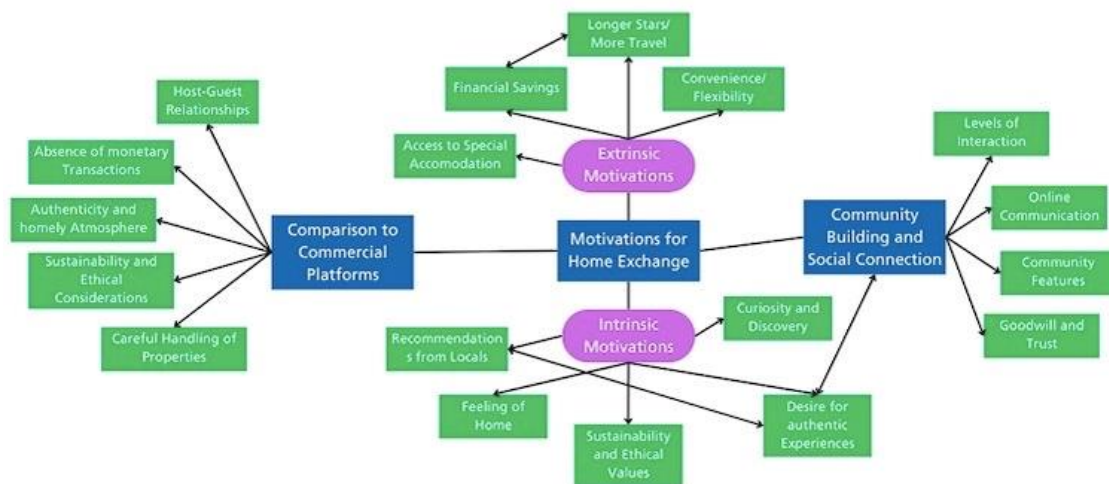 Longer Stars/
More Travel
Host-Guest
Relationships
Financial Savings
Convenience/
Flexibility
Levels of
Interaction
Absence of monetary
Transactions
Access to Special
Accomodation
Extrinsic
Motivations
Authenticity and
homely Atmosphere
Online
Communication
Comparison to
Commercial
Platforms
Motivations for
Home Exchange
Community
Building and
Social Connection
Sustainability and
Ethical
Considerations
Community
Features
Careful Handling of
Properties
Recommendation
s from Locals
Intrinsic
Motivations
Curiosity and
Discovery
Goodwill and
Trust
Feeling of
Home
Sustainability
and Ethical
Values
Desire for
authentic
Experiences